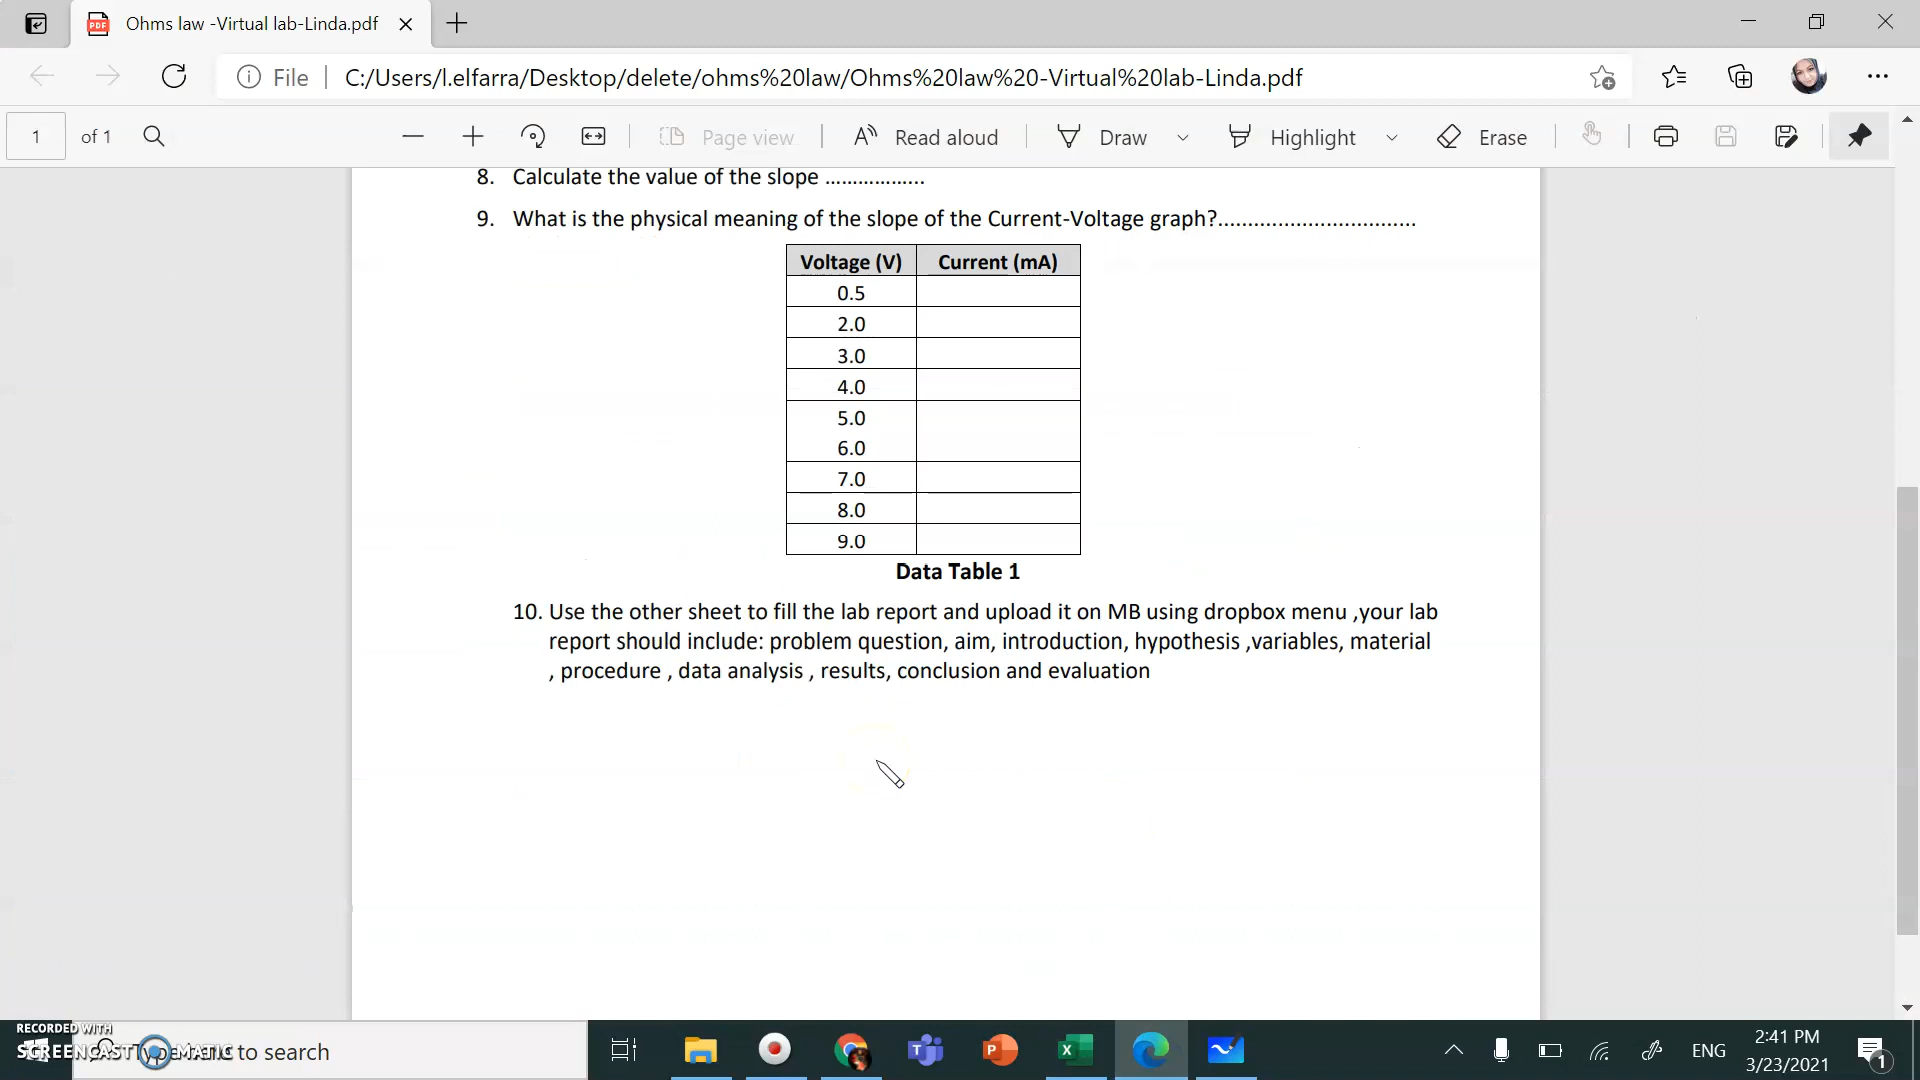 Ohms law -Virtual lab-Linda.pdf
File
C:/Users/l.elfarra/Desktop/delete/ohms%20law/Ohms%20law%20-Virtual%20lab-Linda.pdf
1 of 1
Page view
Read aloud
Draw
Highlight
Erase
8. Calculate the value of the slope .................
9. What is the physical meaning of the slope of the Current-Voltage graph?.................................
Voltage (V) Current (mA)
0.5
2.0
3.0
4.0
5.0
6.0
7.0
8.0
9.0
Data Table 1
10. Use the other sheet to fill the lab report and upload it on MB using dropbox menu ,your lab
report should include: problem question, aim, introduction, hypothesis ,variables, material
, procedure , data analysis , results, conclusion and evaluation
RECORDED WITH
SCREENCAST MATIC
to search
ENG
2:41 PM
3/23/2021
1